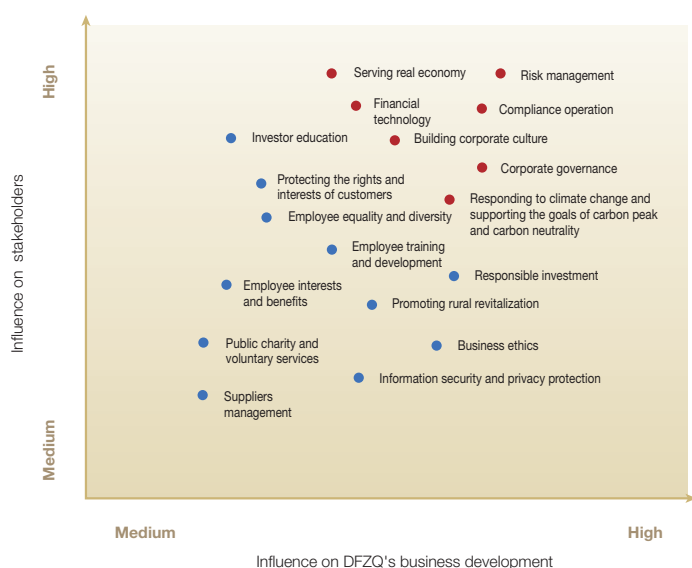 High
Serving real economy
Risk management
Financial
technology
Compliance operation
Investor education
Building corporate culture
Corporate governance
Protecting the rights and
interests of customers
Responding to climate change and
supporting the goals of carbon peak
and carbon neutrality
Employee equality and diversity
Employee training
and development
Responsible investment
Employee interests
and benefits
Promoting rural revitalization
Public charity and
voluntary services
Business ethics
Information security and privacy protection
Suppliers
management
Influence on stakeholders
Medium
Medium
High
Influence on DFZQ's business development